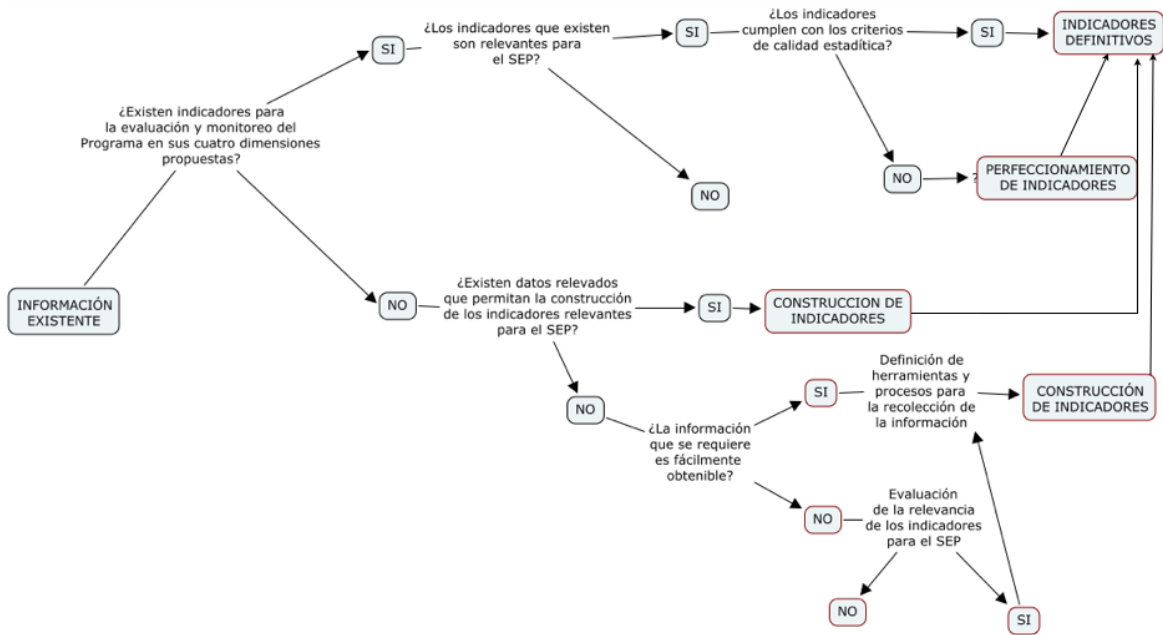 ¿Los indicadores que existen
son relevantes para
el SEP?
SI
SI
¿Los indicadores
cumplen con los criterios
de calidad estadística?
SI
INDICADORES
DEFINITIVOS
¿Existen indicadores para
la evaluación y monitoreo del
Programa en sus cuatro dimensiones
propuestas?
NO
NO
?
PERFECCIONAMIENTO
DE INDICADORES
INFORMACIÓN
EXISTENTE
NO
¿Existen datos relevados
que permitan la construcción
de los indicadores relevantes
para el SEP?
SI
CONSTRUCCION DE
INDICADORES
NO
¿La información
que se requiere
es fácilmente
obtenible?
SI
Definición de
herramientas y
procesos para
la recolección de
la información
CONSTRUCCIÓN
DE INDICADORES
NO
Evaluación
de la relevancia
de los indicadores
para el SEP
NO
SI